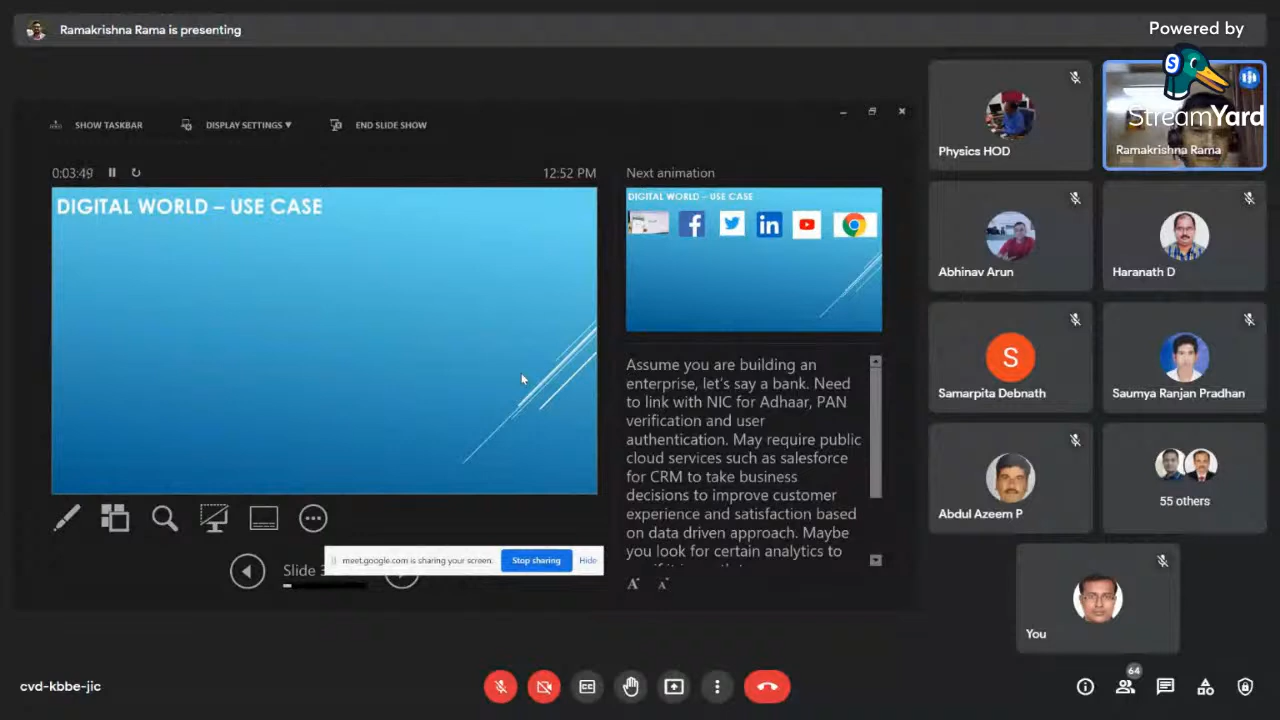 Ramakrishna Rama is presenting
Powered by
StreamYard
SHOW TASKBAR
DISPLAY SETTINGS ▼
END SLIDE SHOW
0:03:49
12:52 PM
DIGITAL WORLD – USE CASE
Next animation
DIGITAL WORLD – USE CASE
Assume you are building an
enterprise, let's say a bank. Need
to link with NIC for Adhaar, PAN
verification and user
authentication. May require public
cloud services such as salesforce
for CRM to take business
decisions to improve customer
experience and satisfaction based
on data driven approach. Maybe
you look for certain analytics to
Slide
meet.google.com is sharing your screen.
Stop sharing
Hide
Physics HOD
Ramakrishna Rama
Abhinav Arun
Haranath D
S
Samarpita Debnath
Saumya Ranjan Pradhan
Abdul Azeem P
55 others
You
cvd-kbbe-jic
64